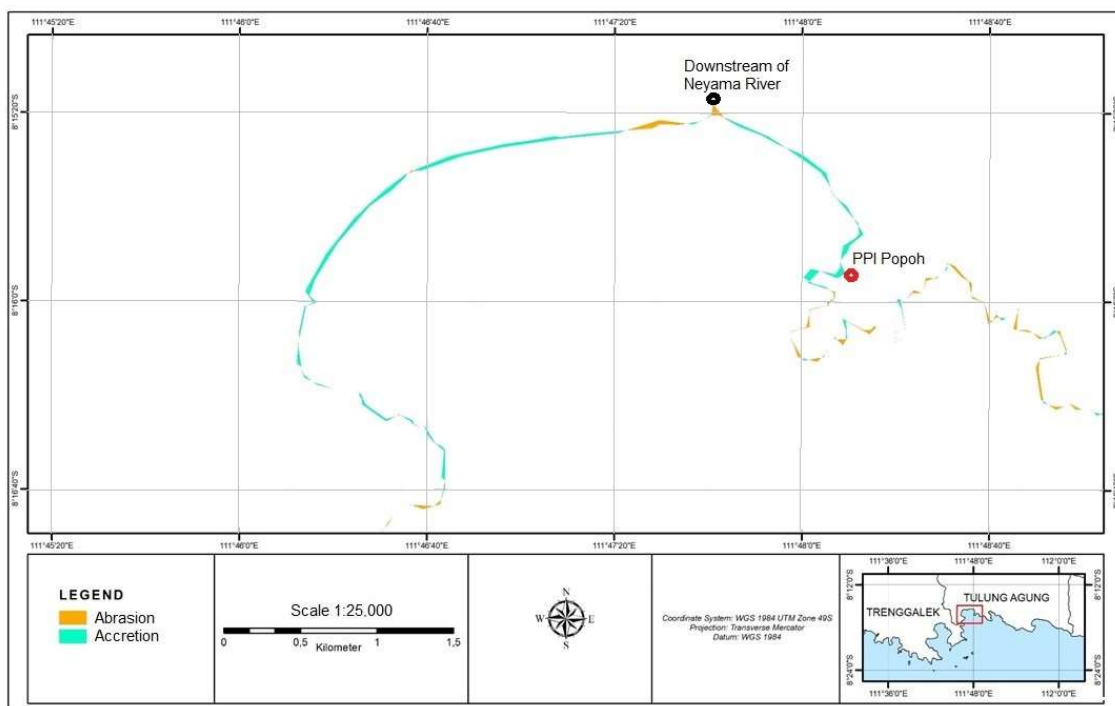 111°45'20"E 111°46'0"E 111°46'40"E 111°47'20"E 111°48'0"E 111°48'40"E
Downstream of
Neyama River
8°15'20"S
PPI Popoh
8°16'0"S 8°16'0"S
8°16'40"S
111°45'20"E 111°46'0"E 111°46'40"E 111°47'20"E 111°48'0"E 111°48'40"E
LEGEND
Abrasion
Accretion
Scale 1:25.000
0 0,5 1 1,5
Kilometer
N
W E
S
Coordinate System: WGS 1984 UTM Zone 49S
Projection: Transverse Mercator
Datum: WGS 1984
111°36'0"E 111°48'0"E 112°0'0"E
8°12'0"S
TULUNG AGUNG
TRENGGALEK
8°24'0"S
111°36'0"E 111°48'0"E 112°0'0"E